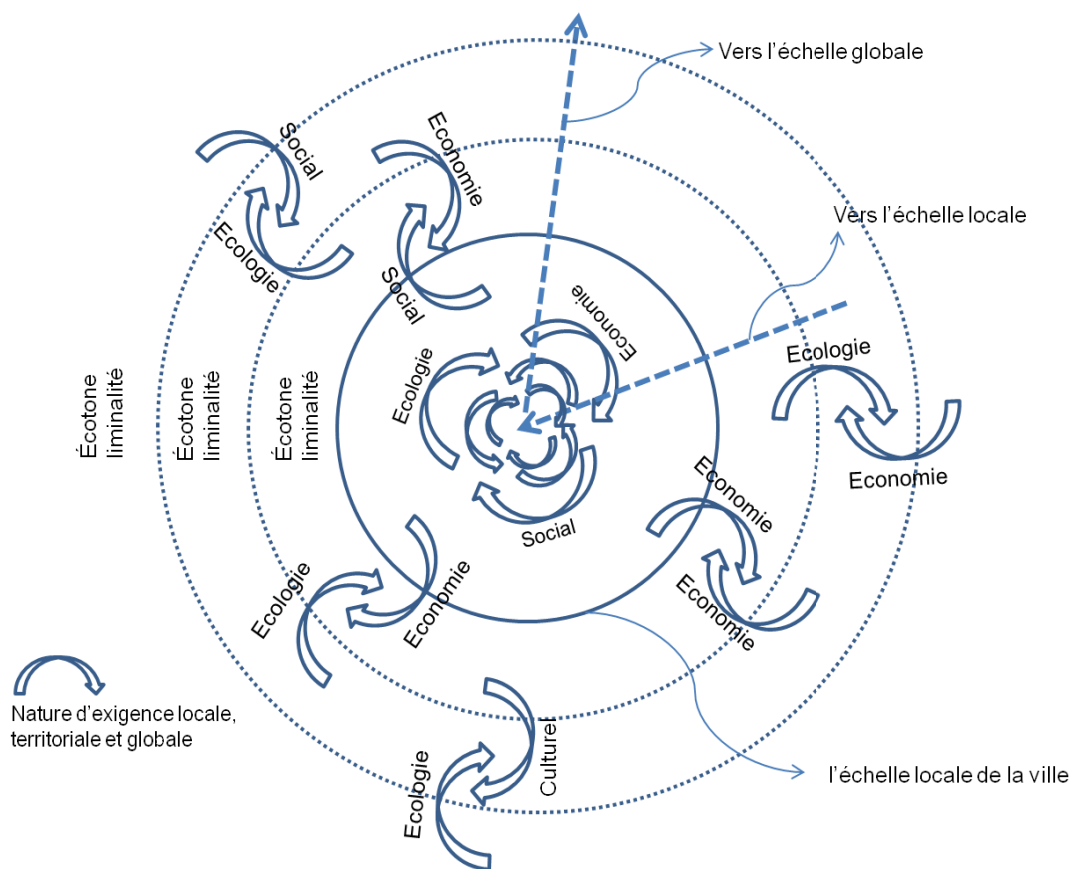 Vers l'échelle globale
Social
Economie
Vers l'échelle locale
Ecologie
Social
Economie
Ecologie
Ecologie
Écotone
liminalité
Écotone
liminalité
Écotone
liminalité
Economie
Economie
Social
Ecologie
Economie
Economie
Nature d'exigence locale,
territoriale et globale
Culturel
Ecologie
l'échelle locale de la ville